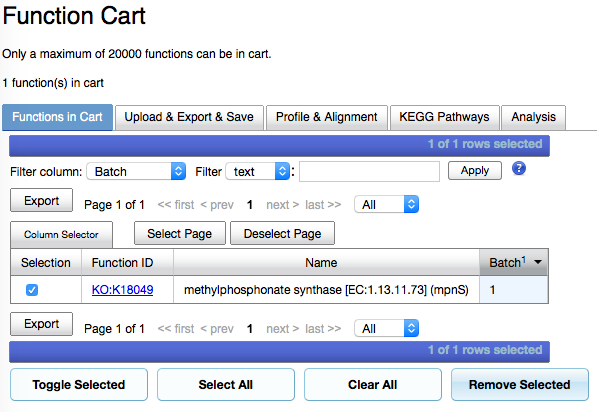 Function Cart
Only a maximum of 20000 functions can be in cart.
1 function(s) in cart
Functions in Cart Upload & Export & Save Profile & Alignment KEGG Pathways Analysis
1 of 1 rows selected
Filter column: Batch Filter text : Apply ?
Export Page 1 of 1 << first < prev 1 next > last >> All
Column Selector Select Page Deselect Page
Selection Function ID Name Batch1
KO:K18049 methylphosphonate synthase [EC:1.13.11.73] (mpnS) 1
Export Page 1 of 1 << first < prev 1 next > last >> All
1 of 1 rows selected
Toggle Selected Select All Clear All Remove Selected